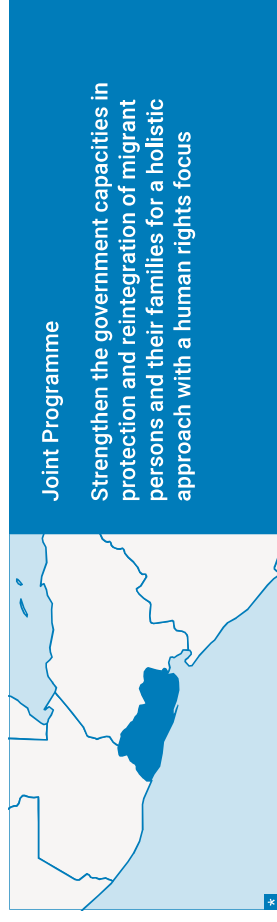 Joint Programme
Strengthen the government capacities in
protection and reintegration of migrant
persons and their families for a holistic
approach with a human rights focus
*